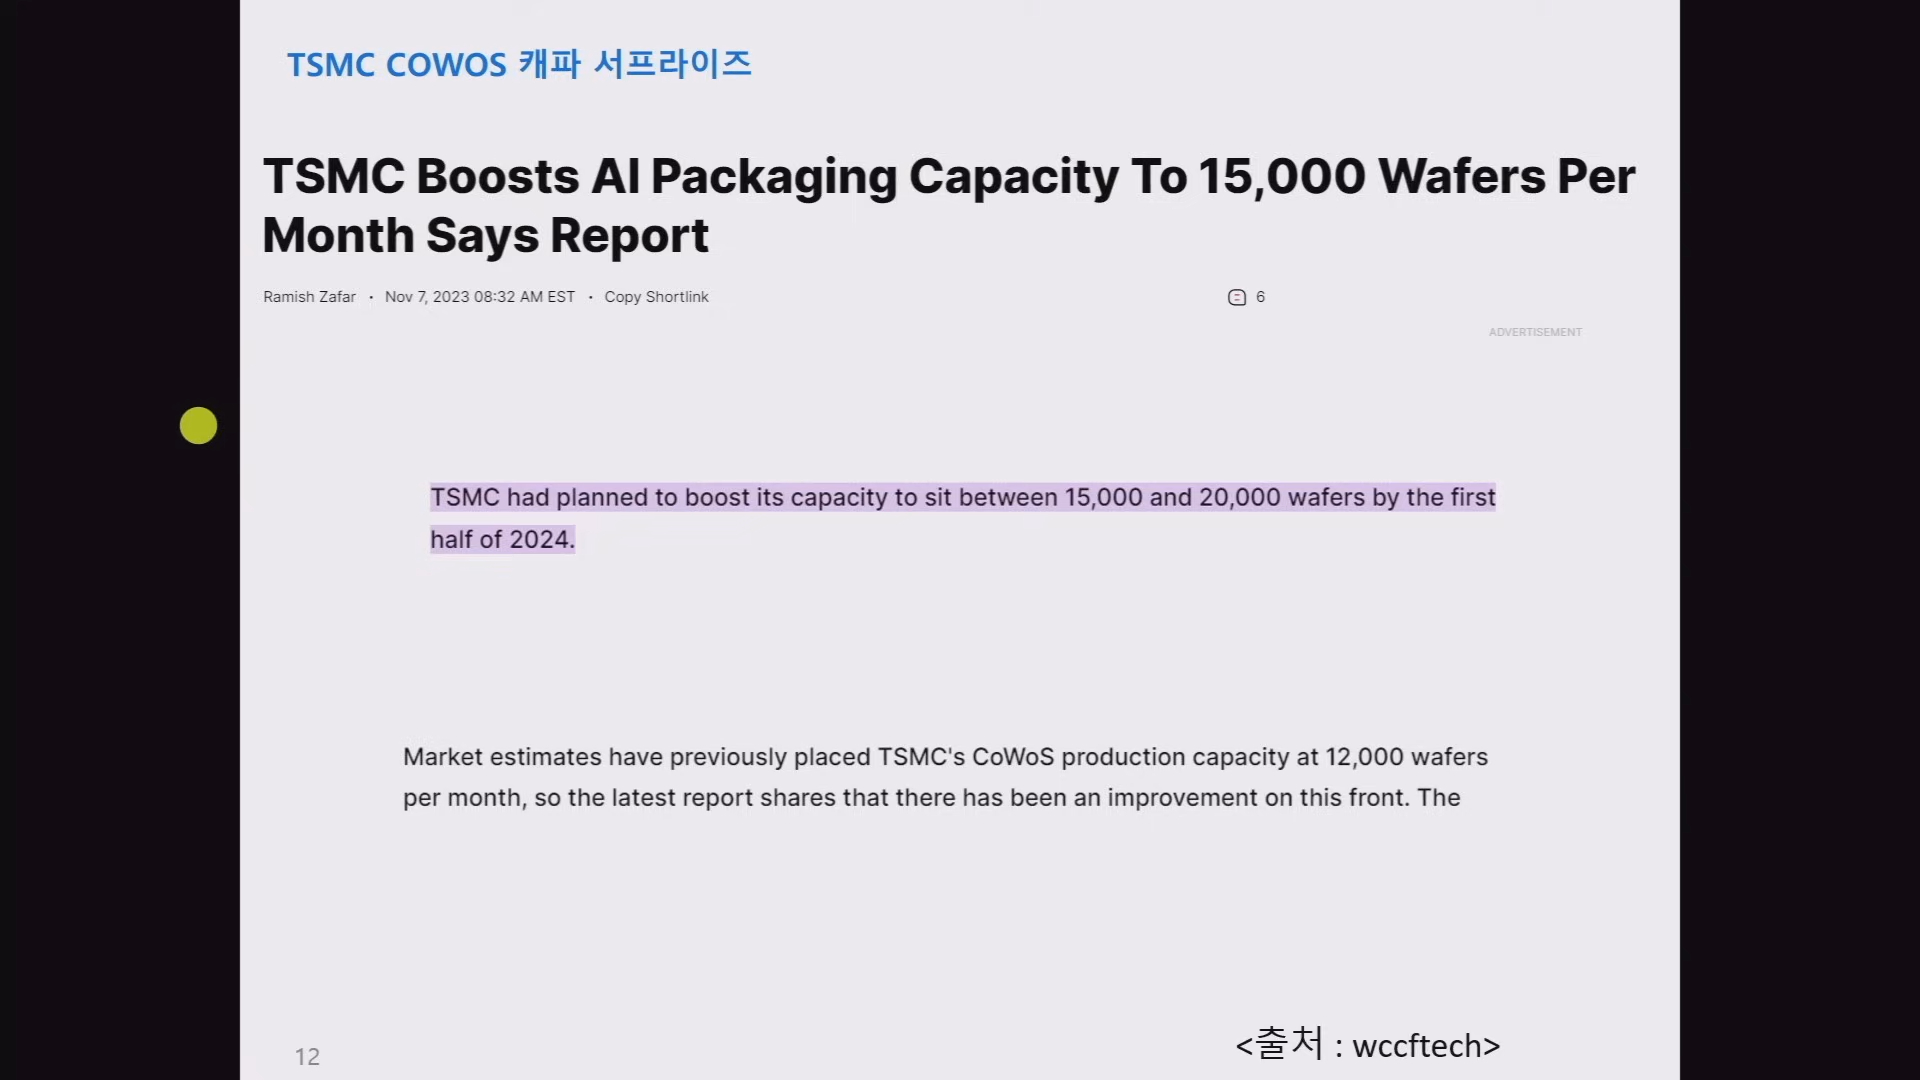 TSMC COWOS 캐파 서프라이즈
TSMC Boosts AI Packaging Capacity To 15,000 Wafers Per
Month Says Report
Ramish Zafar • Nov 7, 2023 08:32 AM EST • Copy Shortlink
6
ADVERTISEMENT
TSMC had planned to boost its capacity to sit between 15,000 and 20,000 wafers by the first
half of 2024.
Market estimates have previously placed TSMC's CoWoS production capacity at 12,000 wafers
per month, so the latest report shares that there has been an improvement on this front. The
<출처 : wccftech>
12